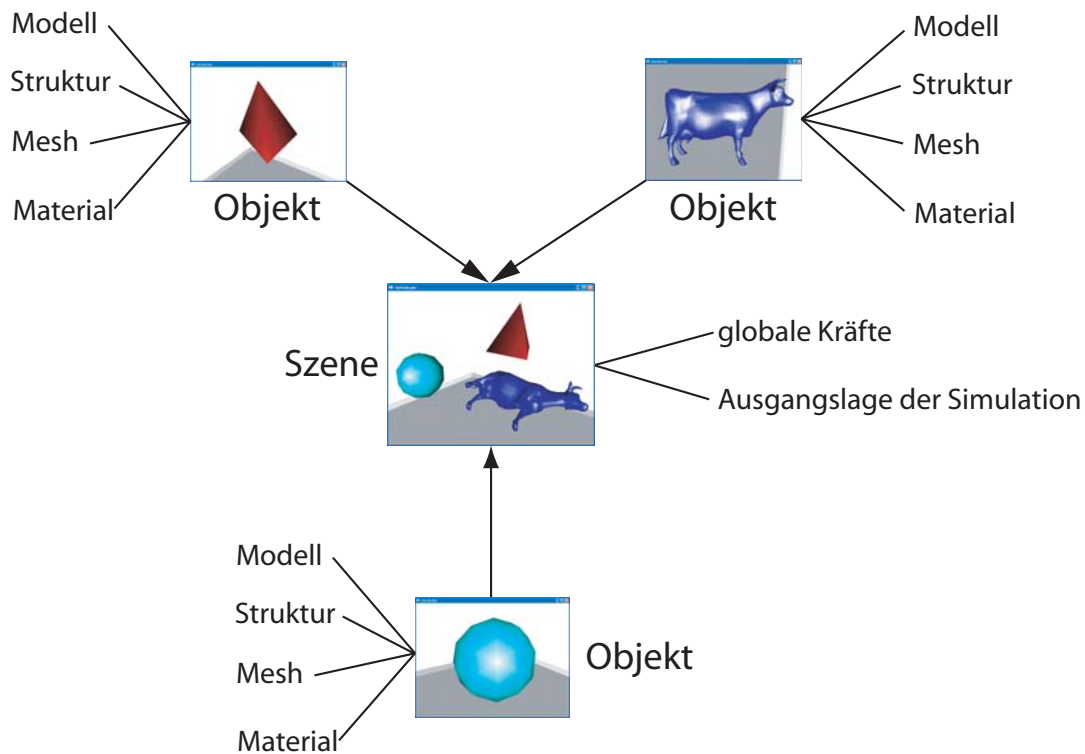 Modell
Struktur
Mesh
Material
Objekt
Modell
Struktur
Mesh
Material
Objekt
Szene
globale Kräfte
Ausgangslage der Simulation
Modell
Struktur
Mesh
Material
Objekt